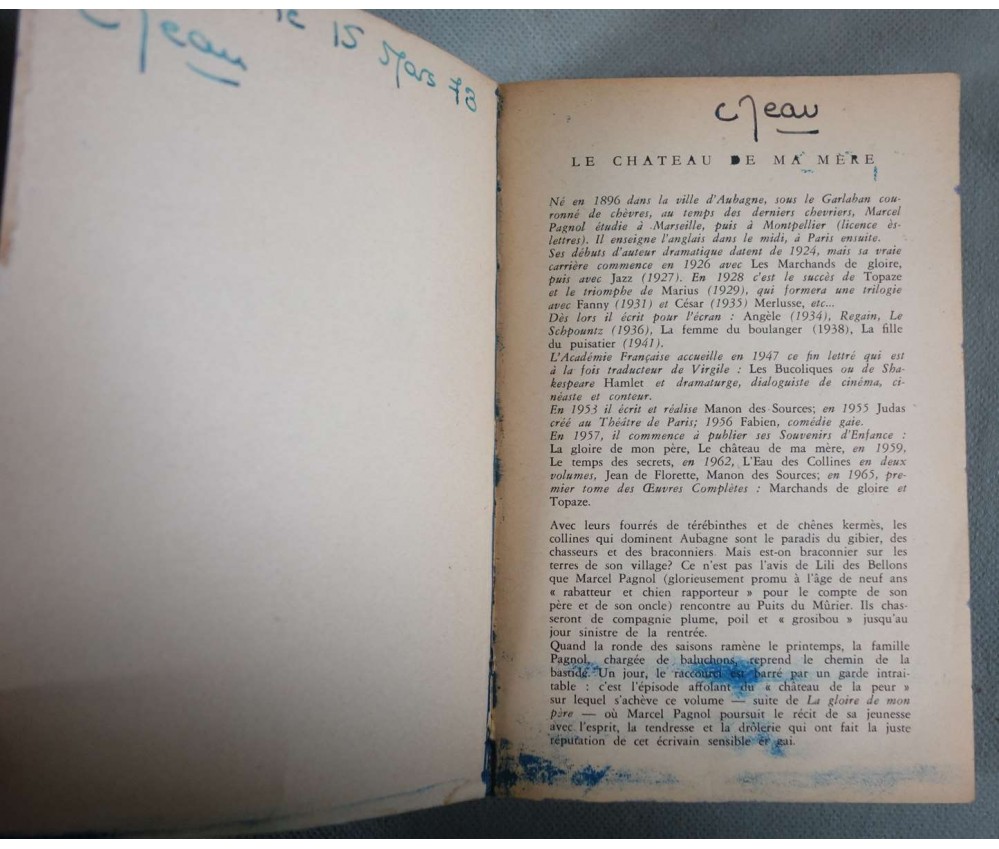 le 15 Mars 78
CJeau
CJeau
LE CHATEAU DE MA MÈRE
Né en 1896 dans la ville d'Aubagne, sous le Garlaban cou-
ronné de chèvres, au temps des derniers chevriers, Marcel
Pagnol étudie à Marseille, puis à Montpellier (licence ès-
lettres). Il enseigne l'anglais dans le midi, à Paris ensuite.
Ses débuts d'auteur dramatique datent de 1924, mais sa vraie
carrière commence en 1926 avec Les Marchands de gloire,
puis avec Jazz (1927). En 1928 c'est le succès de Topaze
et le triomphe de Marius (1929), qui formera une trilogie
avec Fanny (1931) et César (1935) Merlusse, etc...
Dès lors il écrit pour l'écran : Angèle (1934), Regain, Le
Schpountz (1936), La femme du boulanger (1938), La fille
du puisatier (1941).
L'Académie Française accueille en 1947 ce fin lettré qui est
à la fois traducteur de Virgile : Les Bucoliques ou de Sha-
kespeare Hamlet et dramaturge, dialoguiste de cinéma, ci-
néaste et conteur.
En 1953 il écrit et réalise Manon des Sources; en 1955 Judas
créé au Théâtre de Paris; 1956 Fabien, comédie gaie.
En 1957, il commence à publier ses Souvenirs d'Enfance :
La gloire de mon père, Le château de ma mère, en 1959,
Le temps des secrets, en 1962, L'Eau des Collines en deux
volumes, Jean de Florette, Manon des Sources; en 1965, pre-
mier tome des Œuvres Complètes : Marchands de gloire et
Topaze.
Avec leurs fourrés de térébinthes et de chênes kermès, les
collines qui dominent Aubagne sont le paradis du gibier, des
chasseurs et des braconniers. Mais est-on braconnier sur les
terres de son village? Ce n'est pas l'avis de Lili des Bellons
que Marcel Pagnol (glorieusement promu à l'âge de neuf ans
« rabatteur et chien rapporteur » pour le compte de son
père et de son oncle) rencontre au Puits du Mûrier. Ils chas-
seront de compagnie plume, poil et « grosibou » jusqu'au
jour sinistre de la rentrée.
Quand la ronde des saisons ramène le printemps, la famille
Pagnol, chargée de baluchons, reprend le chemin de la
bastide. Un jour, le raccourci est barré par un garde intrai-
table : c'est l'épisode affolant du « château de la peur »
sur lequel s'achève ce volume — suite de La gloire de mon
père — où Marcel Pagnol poursuit le récit de sa jeunesse
avec l'esprit, la tendresse et la drôlerie qui ont fait la juste
réputation de cet écrivain sensible et gai.